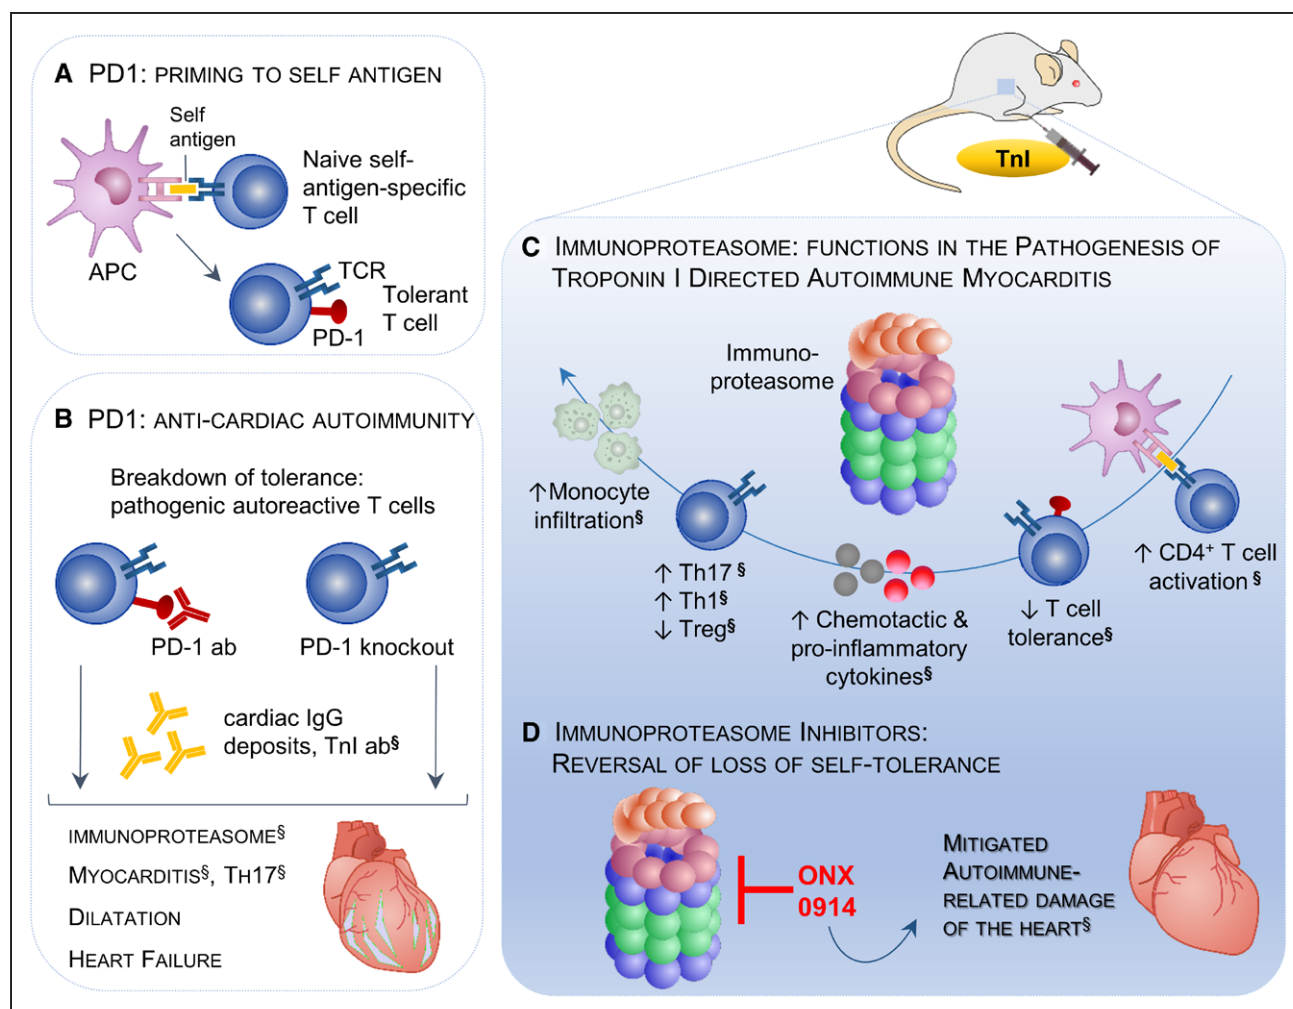 A PD1: PRIMING TO SELF ANTIGEN
Self
antigen
Naive self-
antigen-specific
T cell
APC
TCR
Tolerant
T cell
PD-1
B PD1: ANTI-CARDIAC AUTOIMMUNITY
Breakdown of tolerance:
pathogenic autoreactive T cells
PD-1 ab
PD-1 knockout
cardiac IgG
deposits, TnI ab§
IMMUNOPROTEASOME§
MYOCARDITIS§, TH17§
DILATATION
HEART FAILURE
TnI
C IMMUNOPROTEASOME: FUNCTIONS IN THE PATHOGENESIS OF
TROPONIN I DIRECTED AUTOIMMUNE MYOCARDITIS
Immuno-
proteasome
↑Monocyte
infiltration§
↑ Th17 §
↑ Th1§
↓ Treg§
↑ Chemotactic &
pro-inflammatory
cytokines§
↓ T cell
tolerance§
↑ CD4⁺ T cell
activation §
D IMMUNOPROTEASOME INHIBITORS:
REVERSAL OF LOSS OF SELF-TOLERANCE
ONX
0914
MITIGATED
AUTOIMMUNE-
RELATED DAMAGE
OF THE HEART§